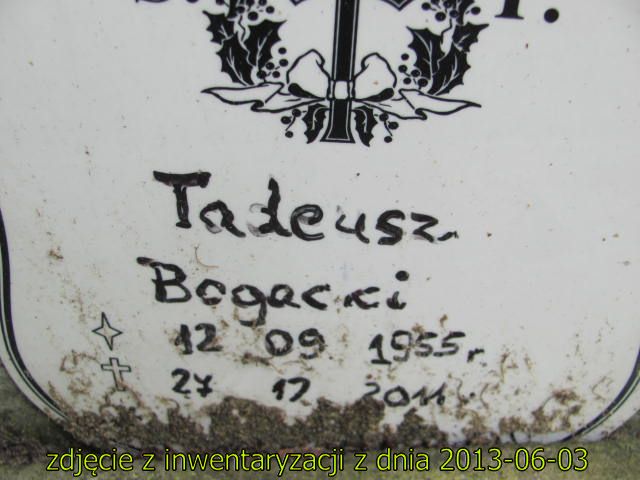 Tadeusz
Bogacki
12 09 1955 r
27 12 2011
zdjęcie z inwentaryzacji z dnia 2013-06-03